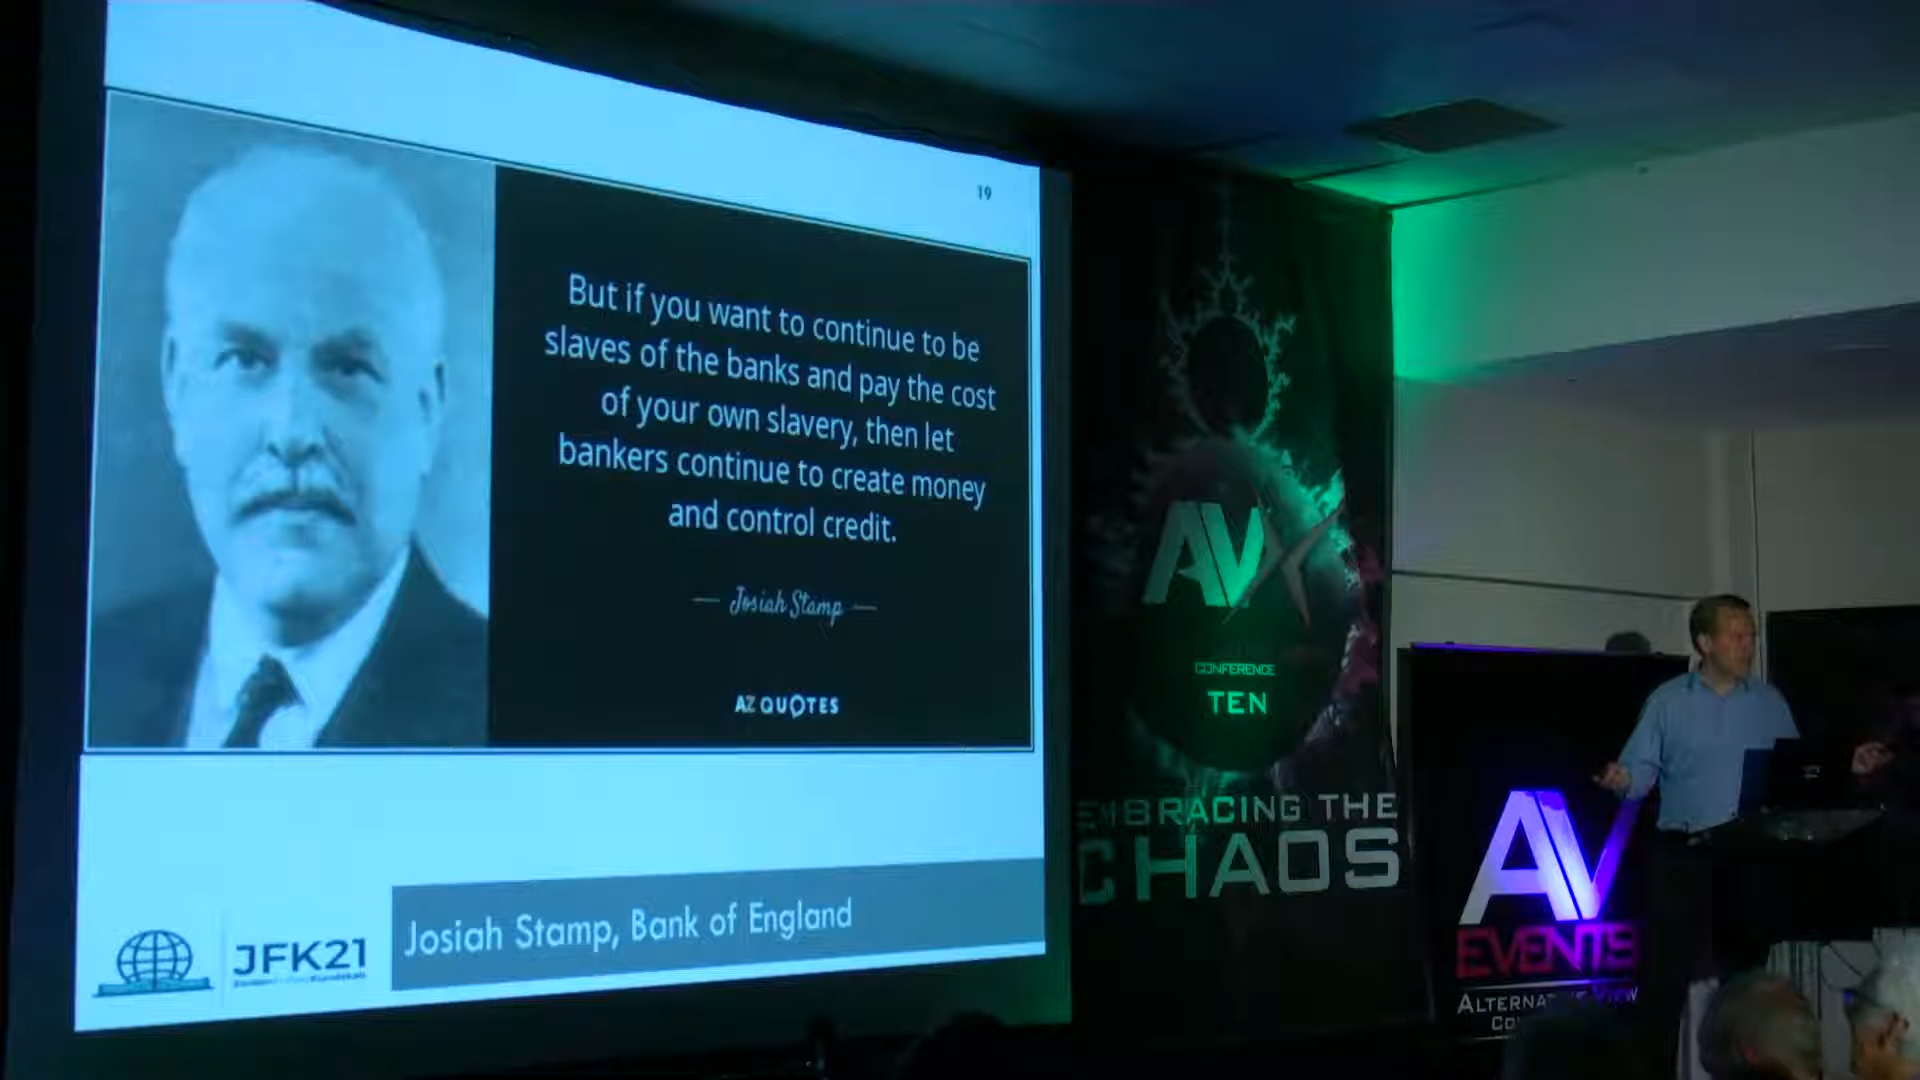 19
But if you want to continue to be
slaves of the banks and pay the cost
of your own slavery, then let
bankers continue to create money
and control credit.
— Josiah Stamp —
AZ QUOTES
JFK21
Josiah Stamp, Bank of England
AVX
CONFERENCE
TEN
EMBRACING THE
CHAOS
AV
EVENTS